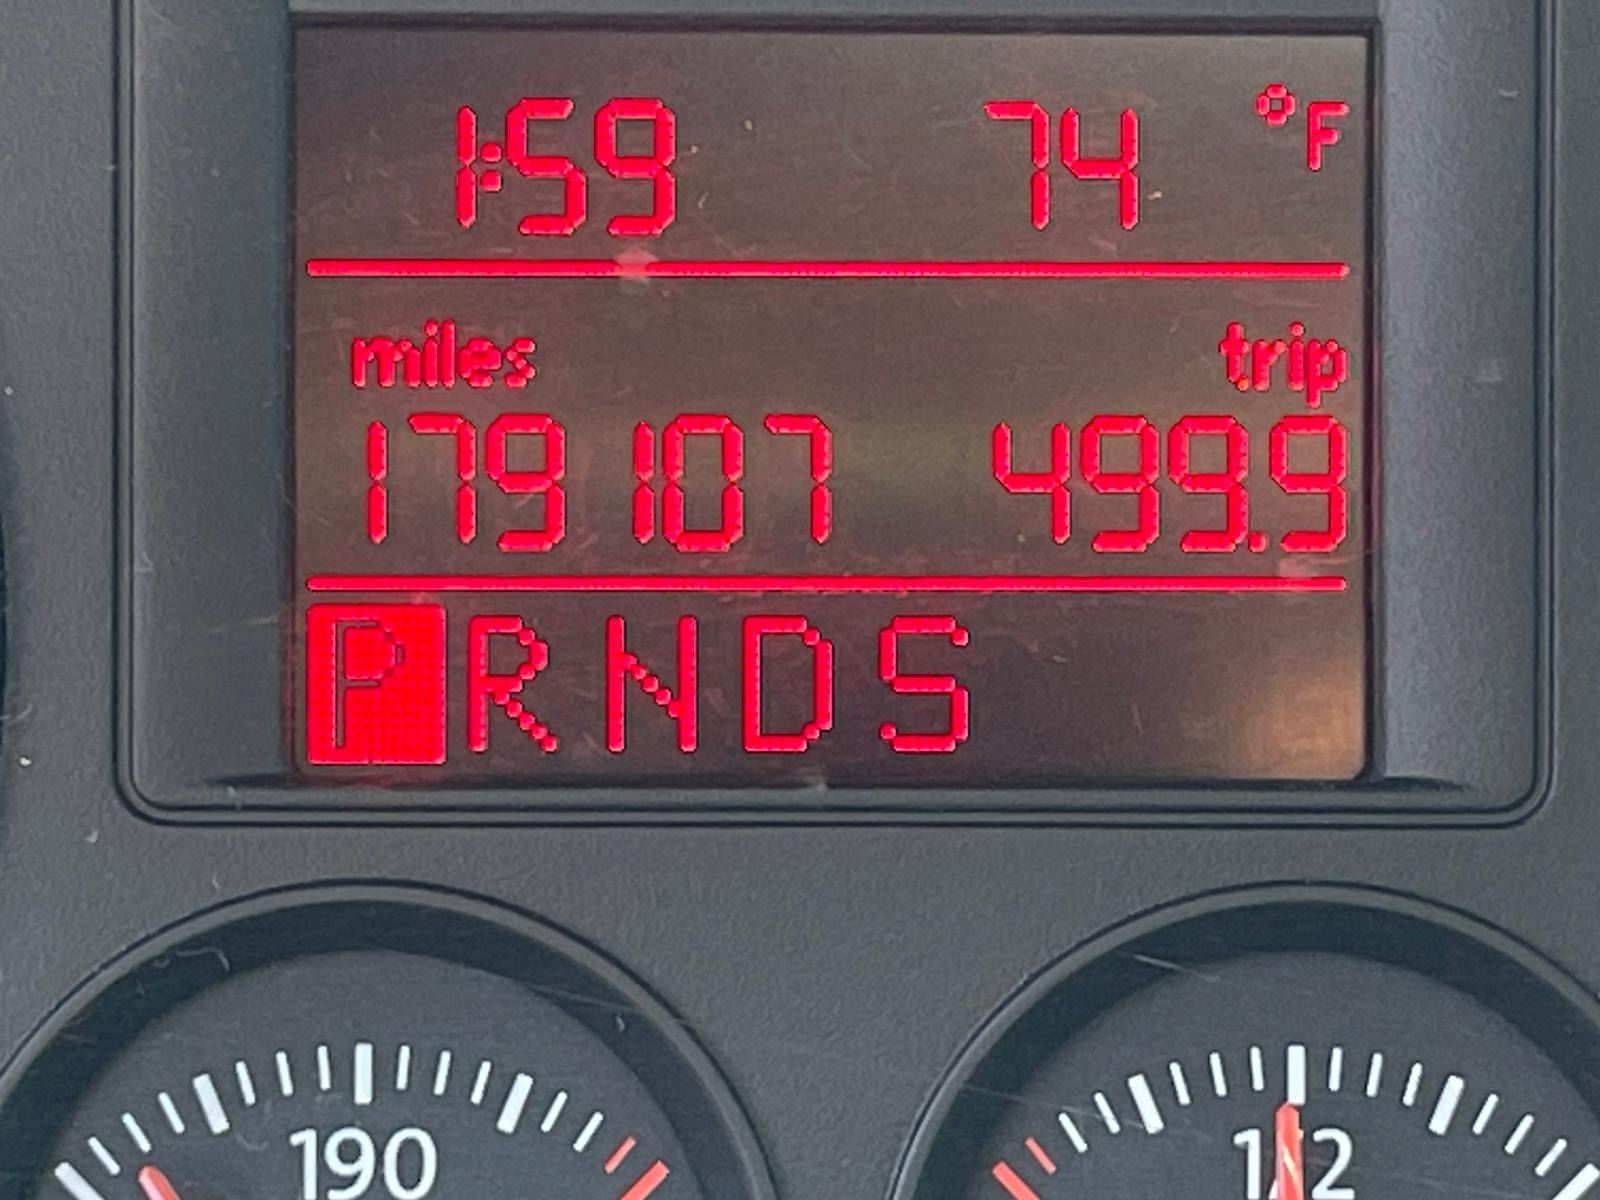 1:59 74 °F
miles trip
179107 499.9
P R N D S
190 1/2